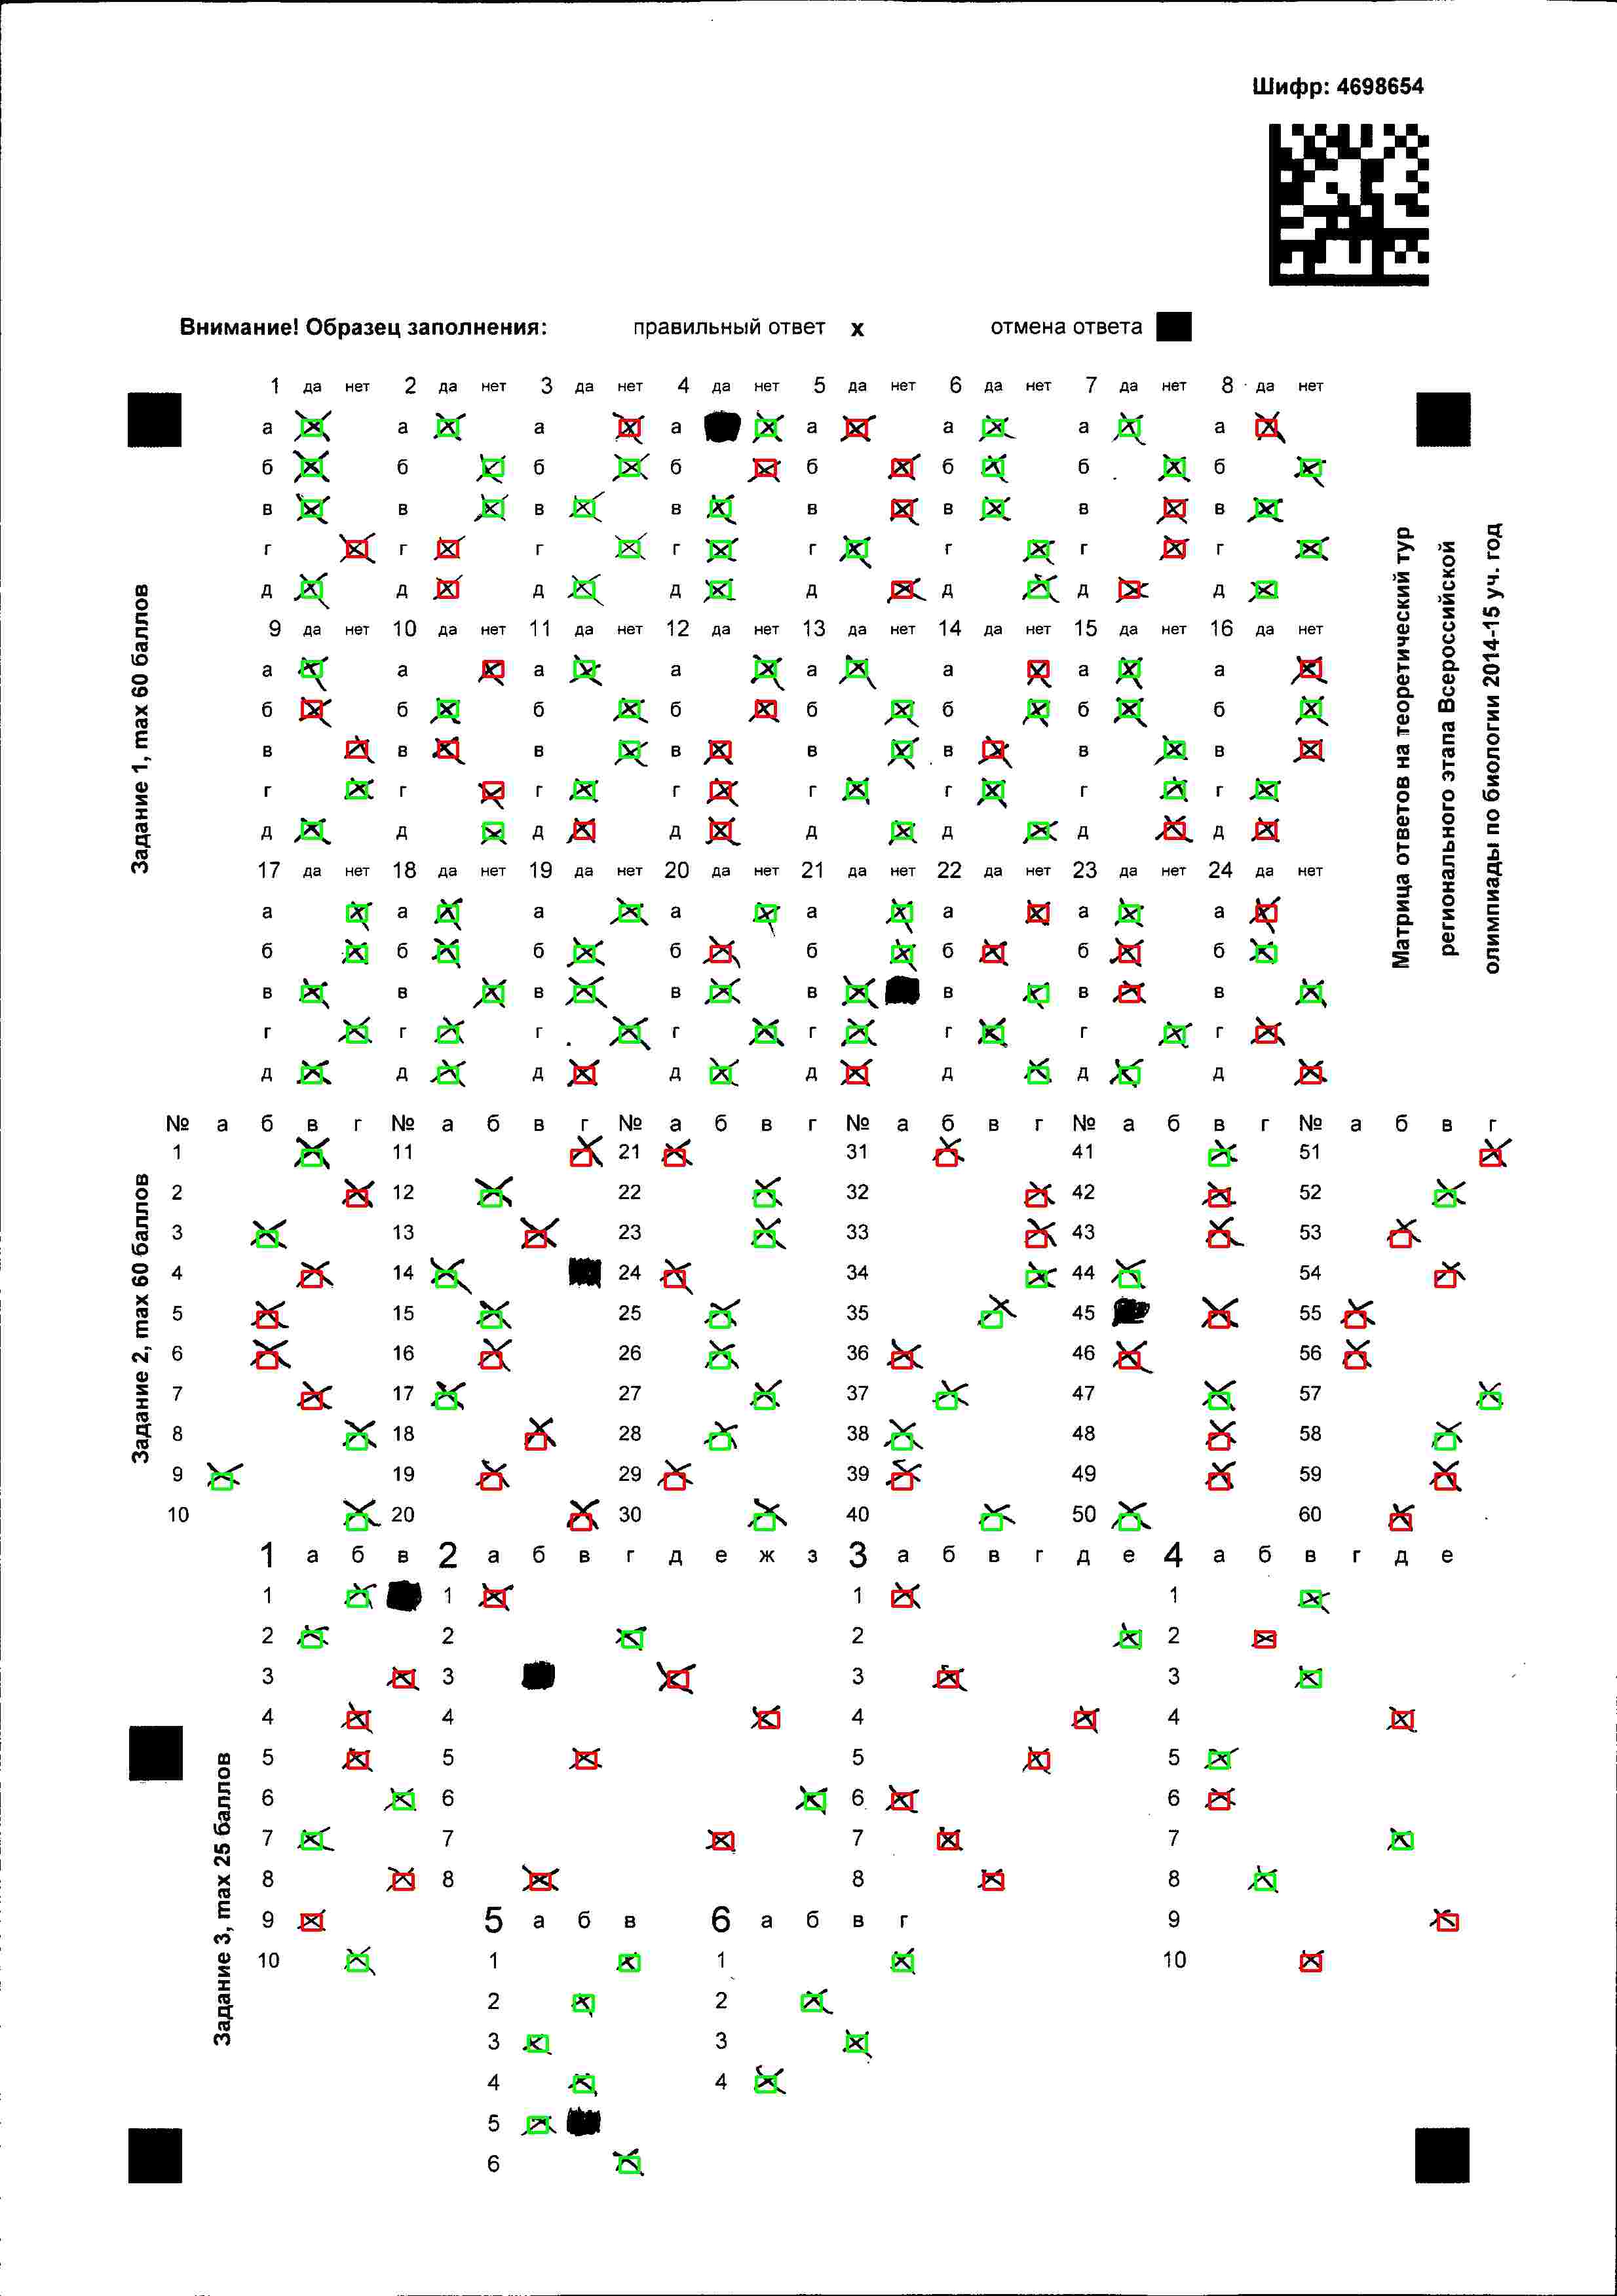 Шифр: 4698654
Внимание! Образец заполнения: правильный ответ x отмена ответа
1 да нет 2 да нет 3 да нет 4 да нет 5 да нет 6 да нет 7 да нет 8 да нет
а а а а а а а а
б б б б б б б б
в в в в в в в в
г г г г г г г г
д д д д д д д д
9 да нет 10 да нет 11 да нет 12 да нет 13 да нет 14 да нет 15 да нет 16 да нет
а а а а а а а а
б б б б б б б б
в в в в в в в в
г г г г г г г г
д д д д д д д д
17 да нет 18 да нет 19 да нет 20 да нет 21 да нет 22 да нет 23 да нет 24 да нет
а а а а а а а а
б б б б б б б б
в в в в в в в в
г г г г г г г г
д д д д д д д д
Задание 1, max 60 баллов
Матрица ответов на теоретический тур
регионального этапа Всероссийской
олимпиады по биологии 2014-15 уч. год
№ а б в г № а б в г № а б в г № а б в г № а б в г № а б в г
1 11 21 31 41 51
2 12 22 32 42 52
3 13 23 33 43 53
4 14 24 34 44 54
5 15 25 35 45 55
6 16 26 36 46 56
7 17 27 37 47 57
8 18 28 38 48 58
9 19 29 39 49 59
10 20 30 40 50 60
Задание 2, max 60 баллов
1 а б в 2 а б в г д е ж з 3 а б в г д е 4 а б в г д е
1 1 1 1
2 2 2 2
3 3 3 3
4 4 4 4
5 5 5 5
6 6 6 6
7 7 7 7
8 8 8 8
9 5 а б в 6 а б в г 9
10 1 1 10
2 2
3 3
4 4
5
6
Задание 3, max 25 баллов